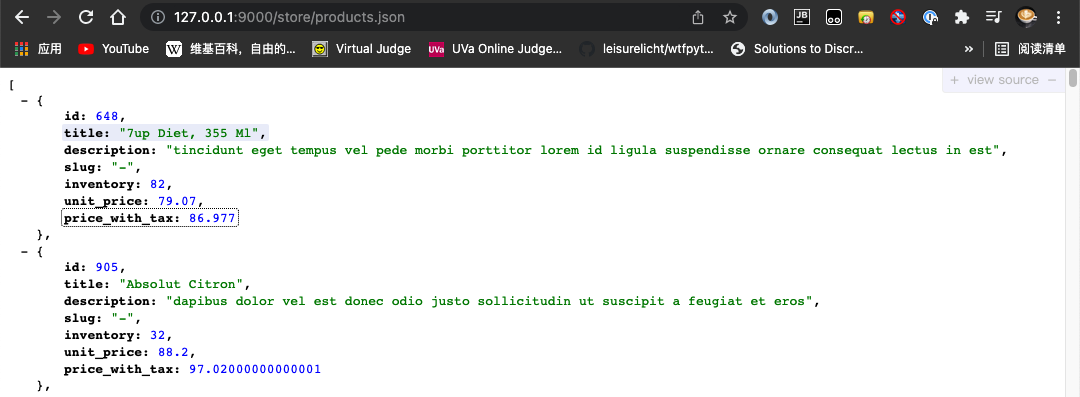 127.0.0.1:9000/store/products.json
应用 YouTube W 维基百科，自由的... Virtual Judge UVa UVa Online Judge... leisurelicht/wtfpyt... Solutions to Discr... » 阅读清单
[ + view source −
− {
id: 648,
title: "7up Diet, 355 Ml",
description: "tincidunt eget tempus vel pede morbi porttitor lorem id ligula suspendisse ornare consequat lectus in est",
slug: "-",
inventory: 82,
unit_price: 79.07,
price_with_tax: 86.977
},
− {
id: 905,
title: "Absolut Citron",
description: "dapibus dolor vel est donec odio justo sollicitudin ut suscipit a feugiat et eros",
slug: "-",
inventory: 32,
unit_price: 88.2,
price_with_tax: 97.02000000000001
},